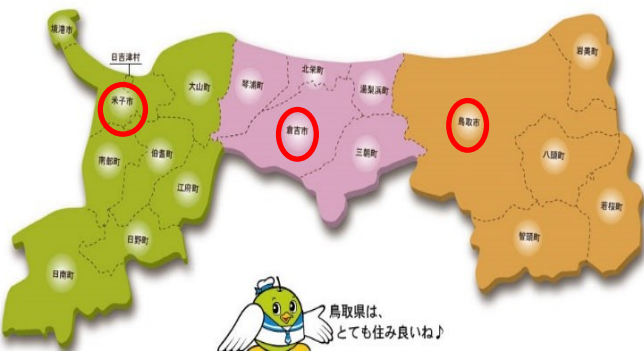 境港市
日吉津村
米子市
大山町
南部町
伯耆町
江府町
日野町
日南町
琴浦町
北栄町
湯梨浜町
倉吉市
三朝町
岩美町
鳥取市
八頭町
若桜町
智頭町
鳥取県は、
とても住み良いね♪